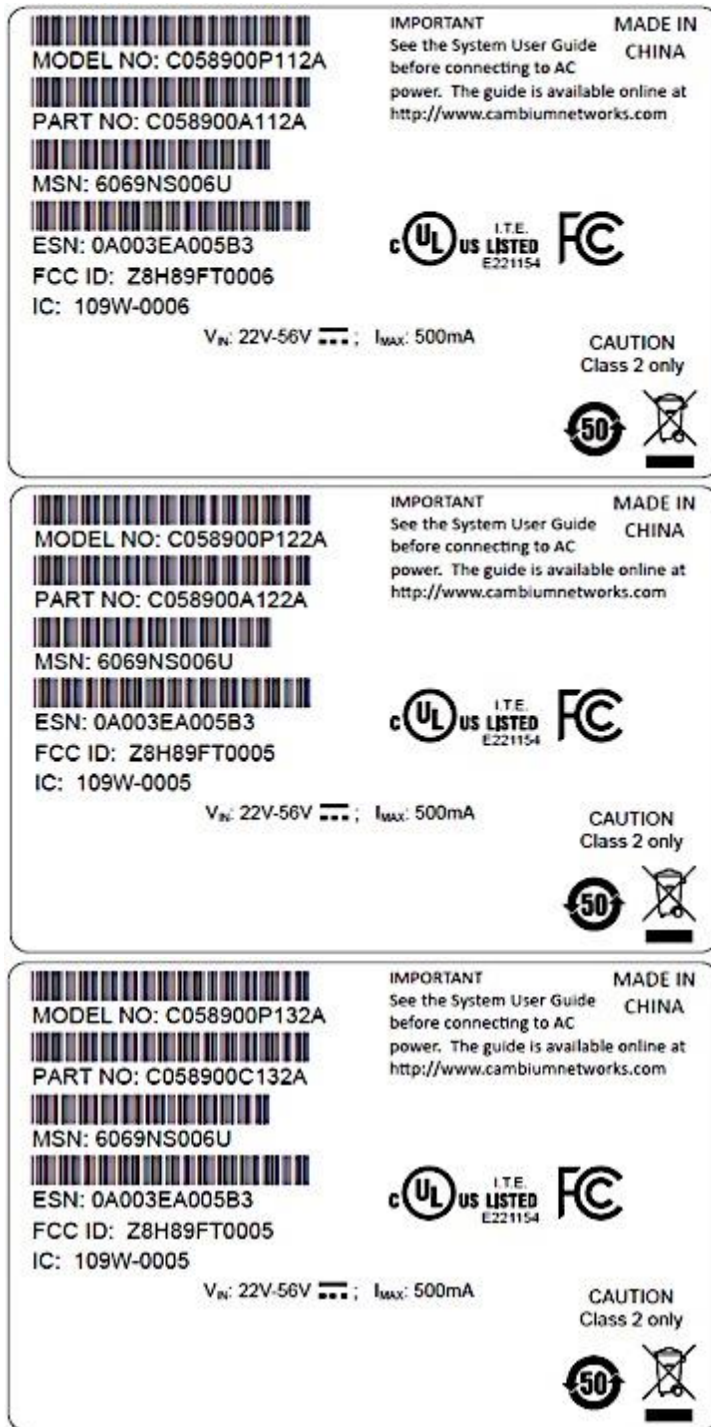 MODEL NO: C058900P112A
PART NO: C058900A112A
MSN: 6069NS006U
ESN: 0A003EA005B3
FCC ID: Z8H89FT0006
IC: 109W-0006
IMPORTANT
See the System User Guide
before connecting to AC
power. The guide is available online at
http://www.cambiumnetworks.com
MADE IN
CHINA
c UL US LISTED
I.T.E.
E221154
FC
VIN: 22V-56V ; IMAX: 500mA
CAUTION
Class 2 only
50
MODEL NO: C058900P122A
PART NO: C058900A122A
MSN: 6069NS006U
ESN: 0A003EA005B3
FCC ID: Z8H89FT0005
IC: 109W-0005
IMPORTANT
See the System User Guide
before connecting to AC
power. The guide is available online at
http://www.cambiumnetworks.com
MADE IN
CHINA
c UL US LISTED
I.T.E.
E221154
FC
VIN: 22V-56V ; IMAX: 500mA
CAUTION
Class 2 only
50
MODEL NO: C058900P132A
PART NO: C058900C132A
MSN: 6069NS006U
ESN: 0A003EA005B3
FCC ID: Z8H89FT0005
IC: 109W-0005
IMPORTANT
See the System User Guide
before connecting to AC
power. The guide is available online at
http://www.cambiumnetworks.com
MADE IN
CHINA
c UL US LISTED
I.T.E.
E221154
FC
VIN: 22V-56V ; IMAX: 500mA
CAUTION
Class 2 only
50